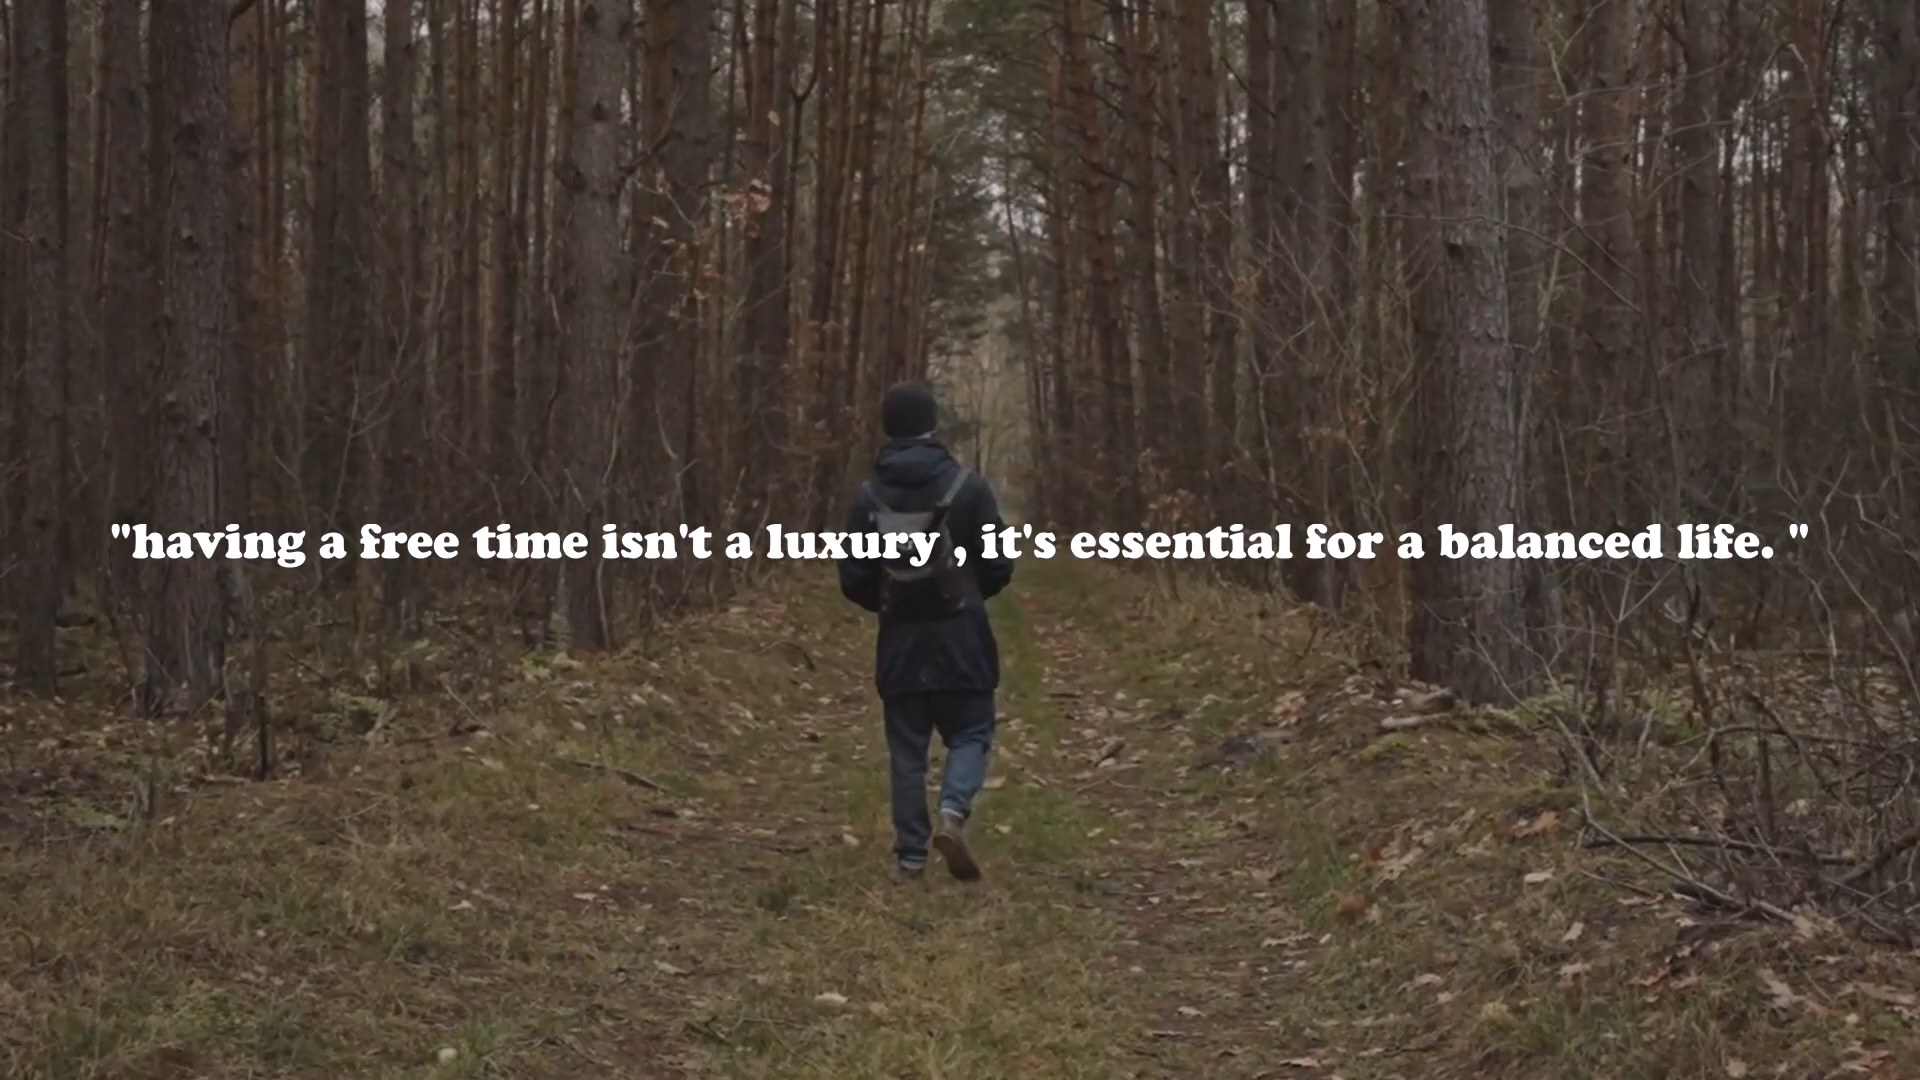 "having a free time isn't a luxury , it's essential for a balanced life. "